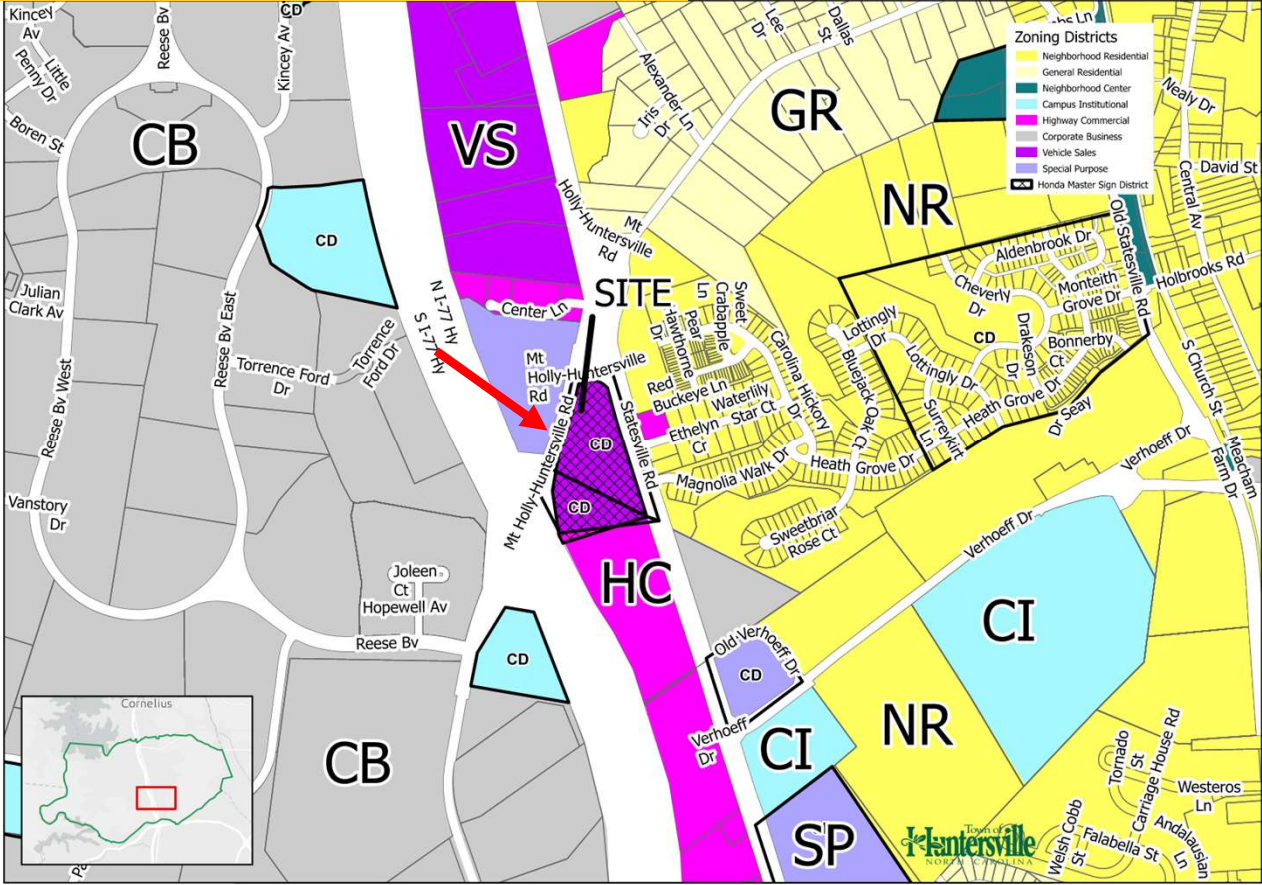 Kincey
Av
Little
Penny Dr
Boren St
Reese Bv
Kincey Av
CD
CB
VS
Lee
Dr
Dallas
St
Alexander Ln
Iris
Dr
GR
Zoning Districts
Neighborhood Residential
General Residential
Neighborhood Center
Campus Institutional
Highway Commercial
Corporate Business
Vehicle Sales
Special Purpose
Honda Master Sign District
Nealy Dr
David St
Central Av
NR
Old Statesville Rd
Holbrooks Rd
CD
Mt
Holly-Huntersville
Rd
Julian
Clark Av
N I-77 Hy
S I-77 Hy
Center Ln
SITE
Reese Bv East
Reese Bv West
Torrence Ford
Dr
Torrence
Ford Dr
Mt
Holly-Huntersville
Rd
Mt Holly-Huntersville Rd
Statesville Rd
CD
CD
Hawthorne
Dr
Pear
Crabapple
Ln
Sweet
Red
Buckeye Ln
Waterlily
Ethelyn Star Ct
Cr
Carolina Hickory
Dr
Magnolia Walk Dr
Heath Grove Dr
Lottingly
Dr
Bluejack Oak Ct
Sweetbriar
Rose Ct
Aldenbrook Dr
Cheverly
Dr
Monteith
Grove Dr
CD
Drakeson
Dr
Bonnerby
Ct
Lottingly Dr
Surreykirt
Ln
Heath Grove Dr
Dr Seay
S Church St
Meacham
Farm Dr
Verhoeff Dr
Verhoeff Dr
Vanstory
Dr
Joleen
Ct
Hopewell Av
Reese Bv
CD
HC
CI
Old Verhoeff Dr
CD
Verhoeff
Dr
CI
NR
CB
SP
Cornelius
Town of
Huntersville
NORTH CAROLINA
Tornado
St
Carriage House Rd
Westeros
Ln
Welsh Cobb
St
Falabella St
Andalausian
Ln